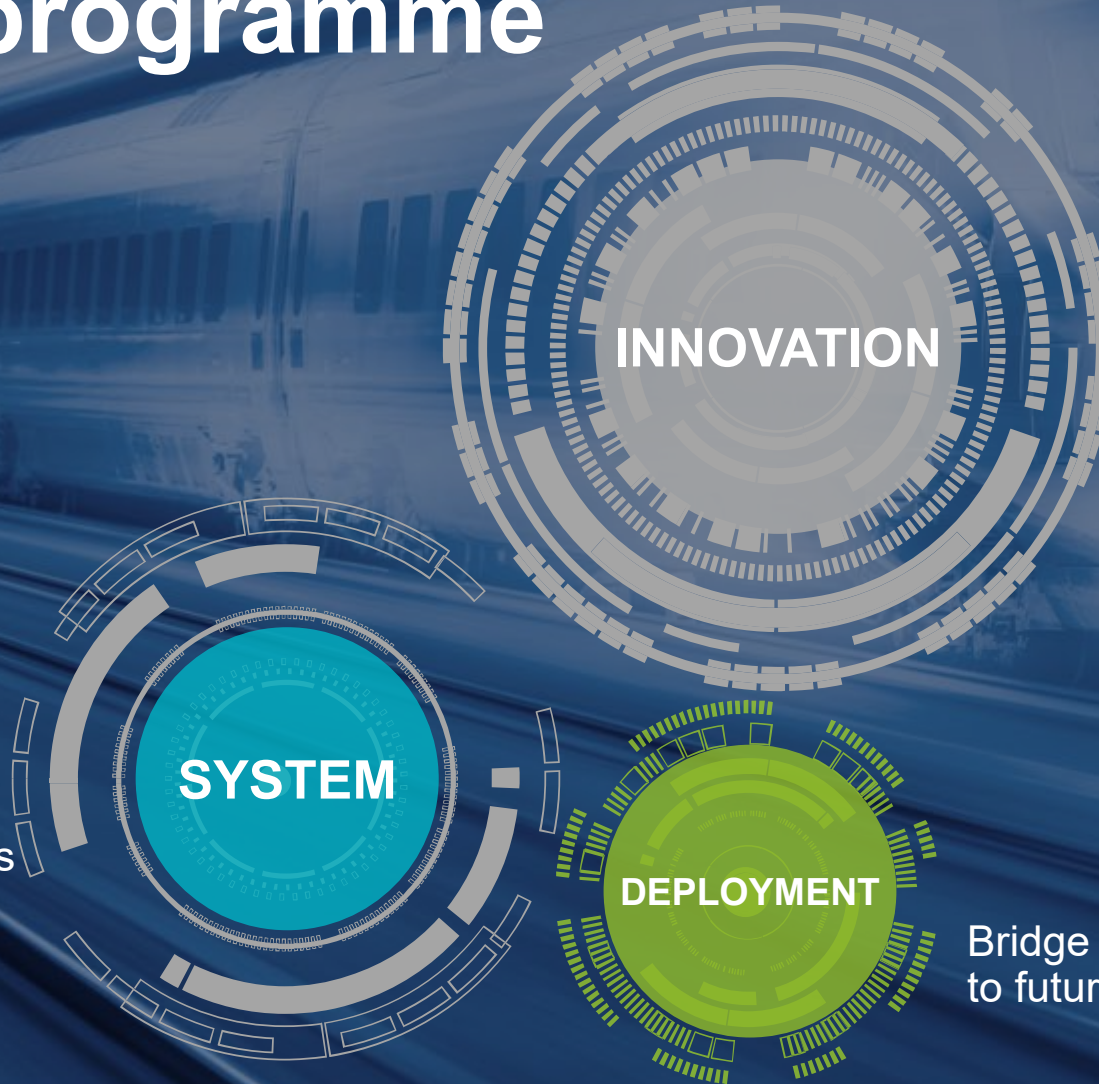 programme
INNOVATION
SYSTEM
s
DEPLOYMENT
Bridge
to futur